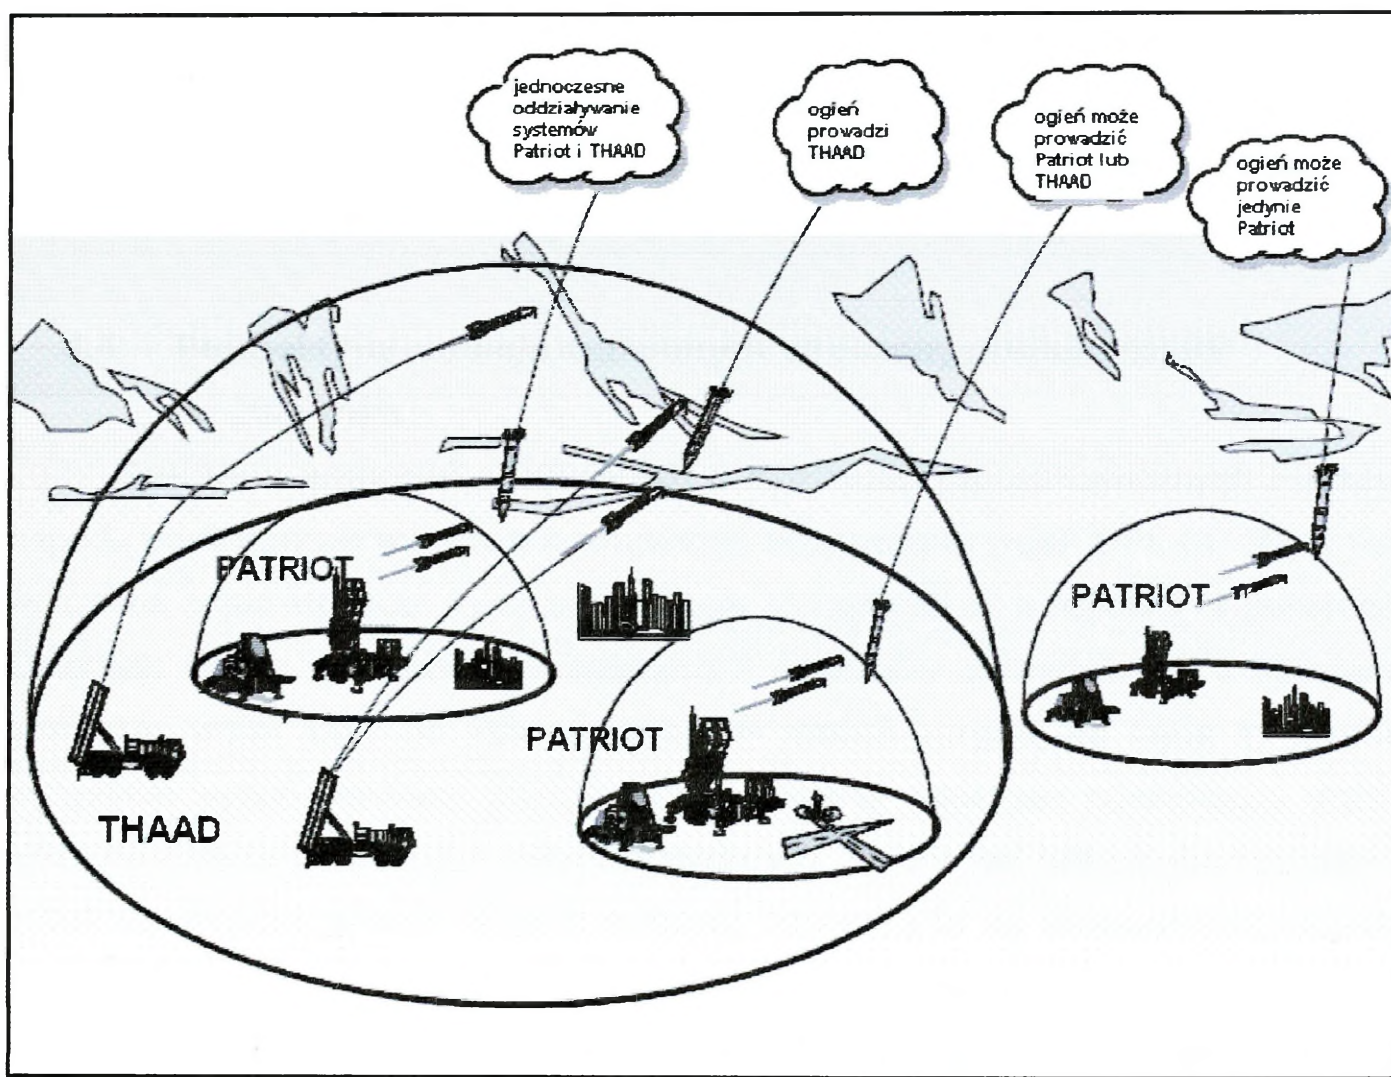 jednoczesne
oddziaływanie
systemów
Patriot i THAAD
ogień
prowadzi
THAAD
ogień może
prowadzić
Patriot lub
THAAD
ogień może
prowadzić
jedynie
Patriot
PATRIOT
PATRIOT
PATRIOT
THAAD